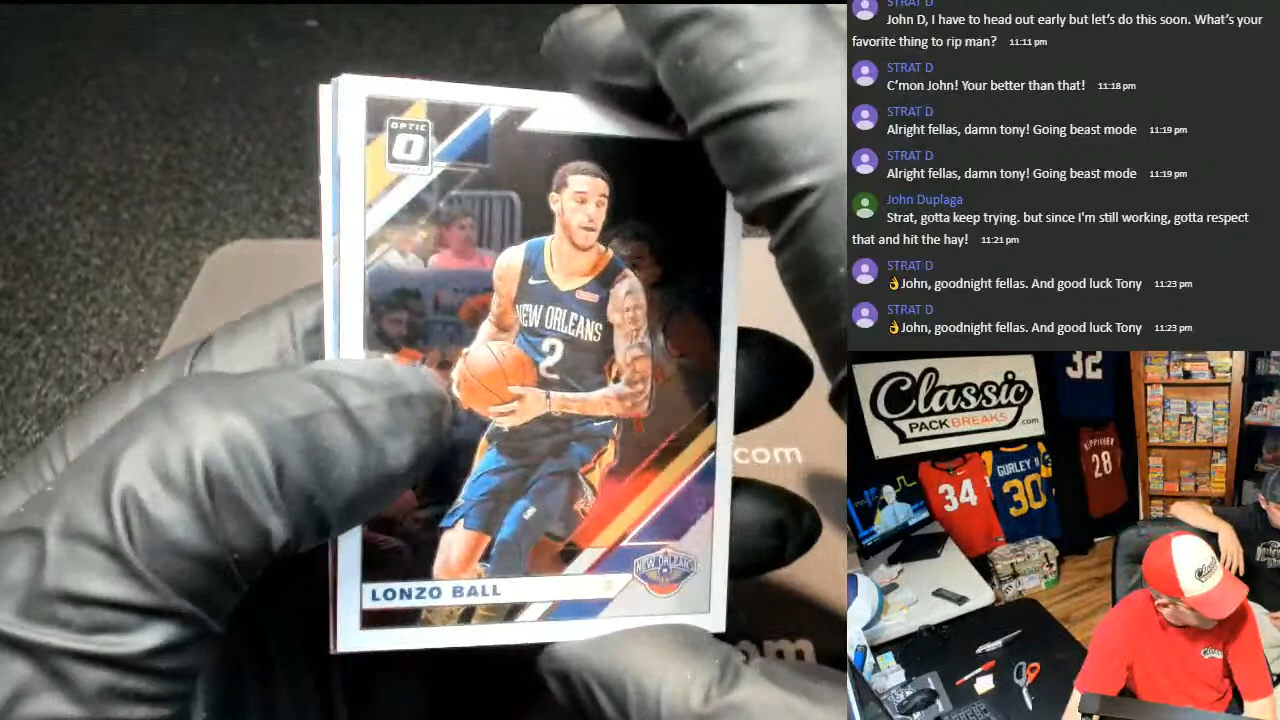 OPTIC
NEW ORLEANS
2
LONZO BALL
NEW ORLEANS
com
STRAT D
John D, I have to head out early but let's do this soon. What's your
favorite thing to rip man? 11:11 pm
STRAT D
C'mon John! Your better than that! 11:18 pm
STRAT D
Alright fellas, damn tony! Going beast mode 11:19 pm
STRAT D
Alright fellas, damn tony! Going beast mode 11:19 pm
John Duplaga
Strat, gotta keep trying. but since I'm still working, gotta respect
that and hit the hay! 11:21 pm
STRAT D
👌John, goodnight fellas. And good luck Tony 11:23 pm
STRAT D
👌John, goodnight fellas. And good luck Tony 11:23 pm
Classic
PACKBREAKS.com
32
34
GURLEY II
30
28
Classic